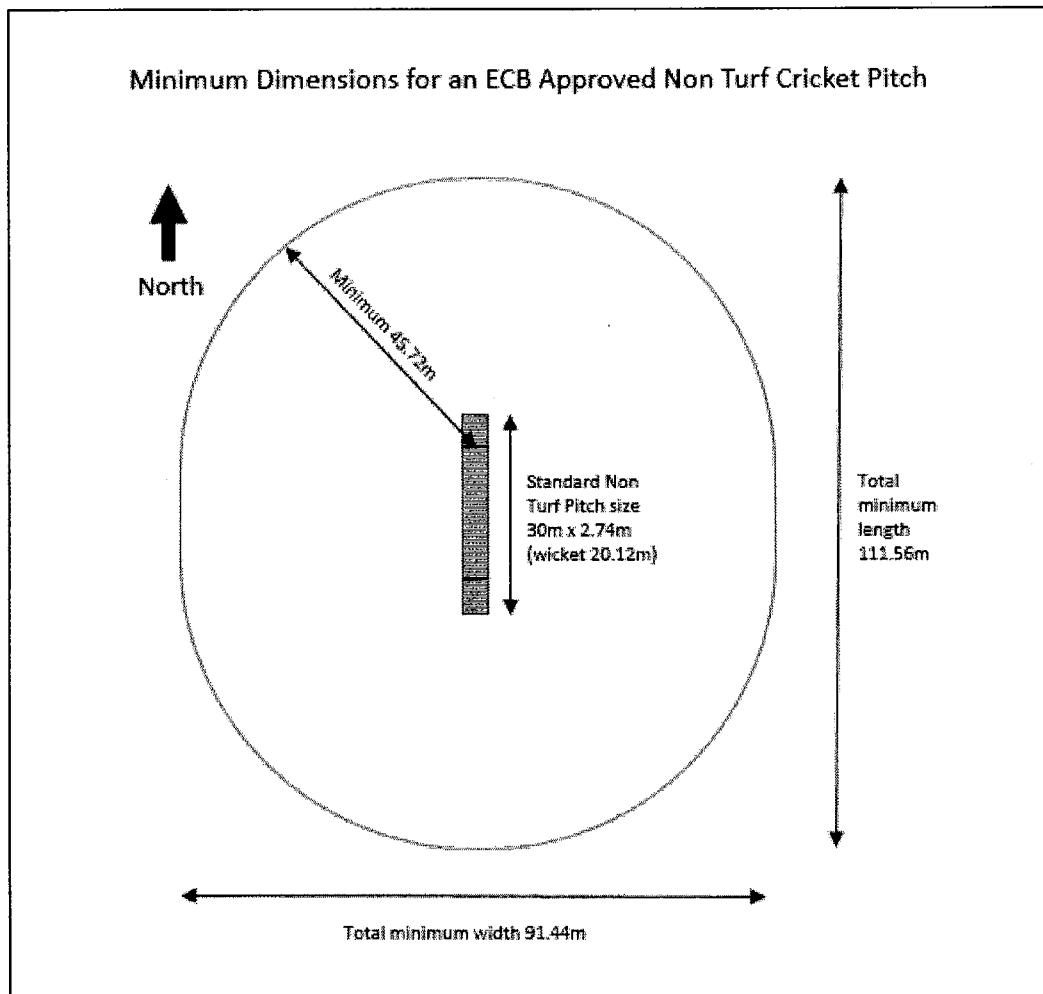 Minimum Dimensions for an ECB Approved Non Turf Cricket Pitch
North
Minimum 45.72m
Standard Non
Turf Pitch size
30m x 2.74m
(wicket 20.12m)
Total
minimum
length
111.56m
Total minimum width 91.44m